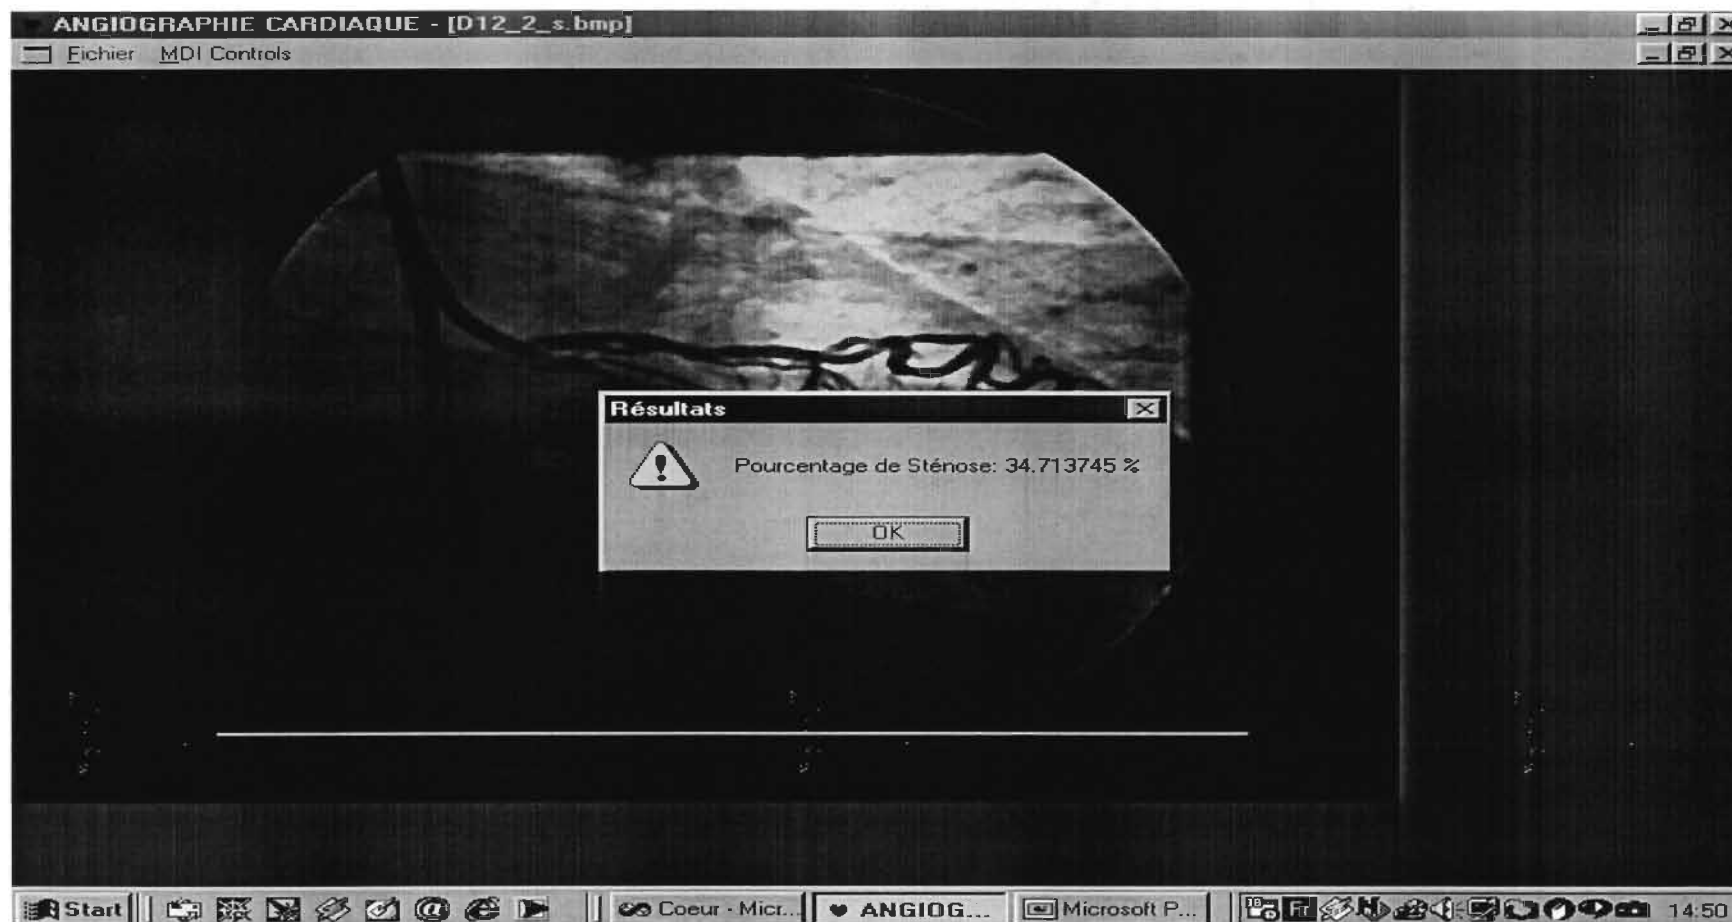 ANGIOGRAPHIE CARDIAQUE - [D12_2_s.bmp]
Fichier MDI Controls
Résultats
Pourcentage de Sténose: 34.713745 %
OK
Start Coeur - Micr... ANGIOG... Microsoft P... 14:50